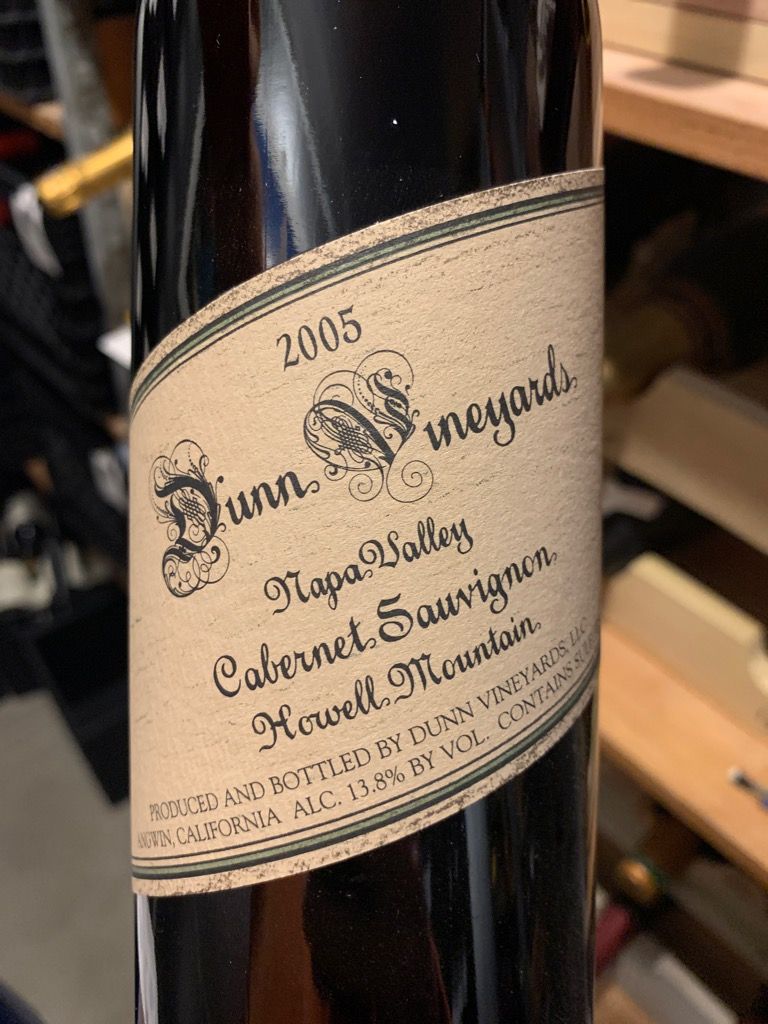 2005
Dunn Vineyards
Napa Valley
Cabernet Sauvignon
Howell Mountain
PRODUCED AND BOTTLED BY DUNN VINEYARDS, LLC
ANGWIN, CALIFORNIA ALC. 13.8% BY VOL. CONTAINS